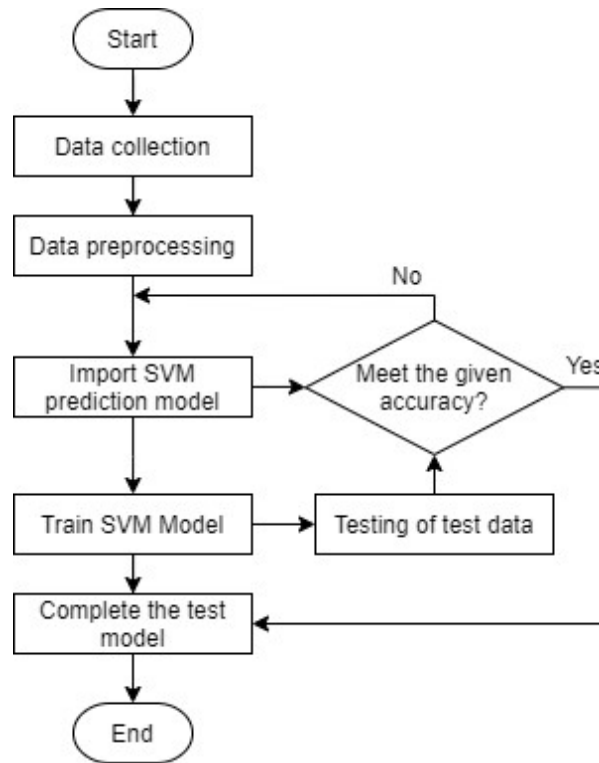 Start
Data collection
Data preprocessing
No
Import SVM
prediction model
Meet the given
accuracy?
Yes
Train SVM Model
Testing of test data
Complete the test
model
End